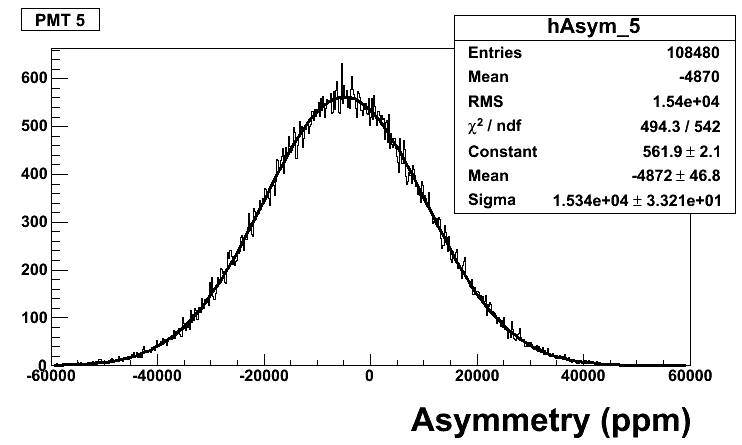 PMT 5
hAsym_5
Entries 108480
Mean -4870
RMS 1.54e+04
χ² / ndf 494.3 / 542
Constant 561.9 ± 2.1
Mean -4872 ± 46.8
Sigma 1.534e+04 ± 3.321e+01
600
500
400
300
200
100
0
-60000 -40000 -20000 0 20000 40000 60000
Asymmetry (ppm)